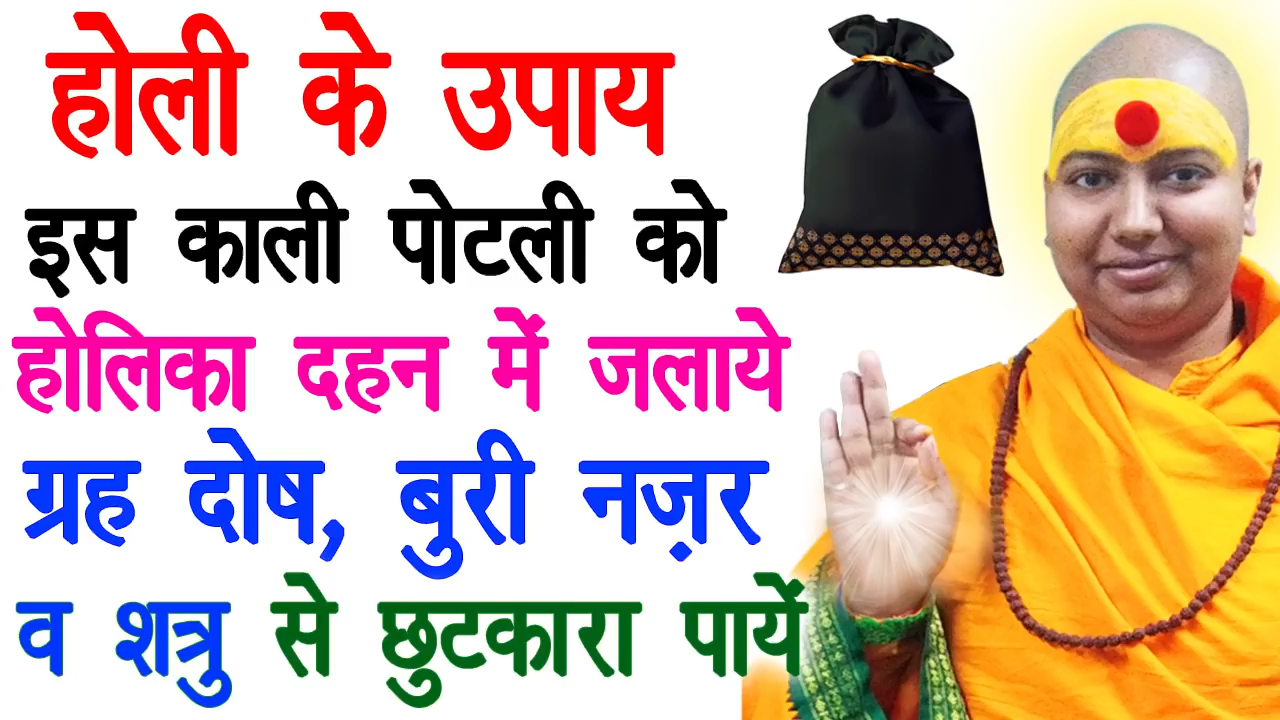 होली के उपाय
इस काली पोटली को
होलिका दहन में जलाये
ग्रह दोष, बुरी नज़र
व शत्रु से छुटकारा पायें